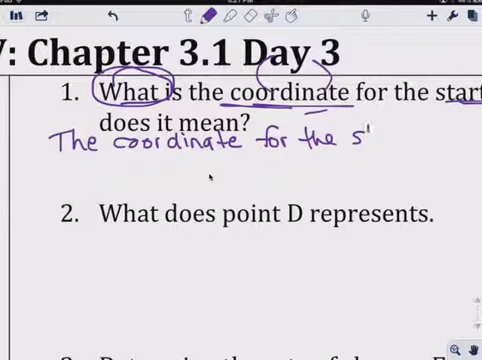 : Chapter 3.1 Day 3
1. What is the coordinate for the start
does it mean?
The coordinate for the s
2. What does point D represents.